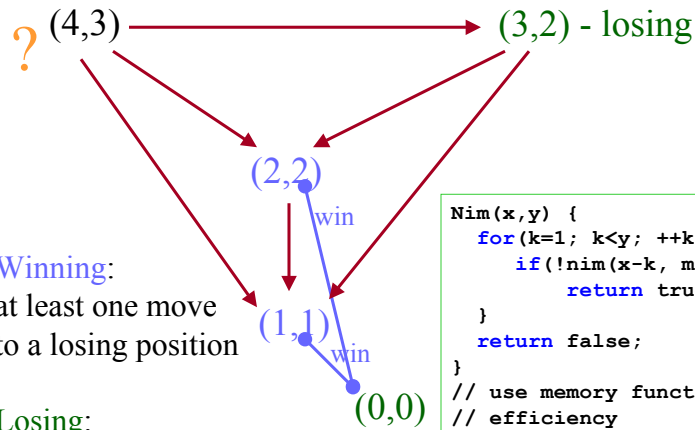 ? (4,3) (3,2) - losing
(2,2)
win
Winning:
at least one move
to a losing position
(1,1)
win
(0,0)
Losing:
Nim(x,y) {
for(k=1; k<y; ++k
if(!nim(x-k, m
return tru
}
return false;
}
// use memory funct
// efficiency